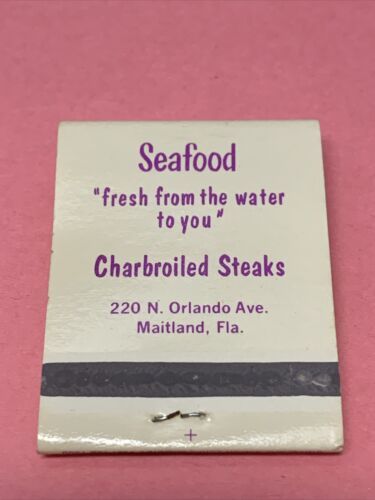 Seafood
"fresh from the water
to you"
Charbroiled Steaks
220 N. Orlando Ave.
Maitland, Fla.
+